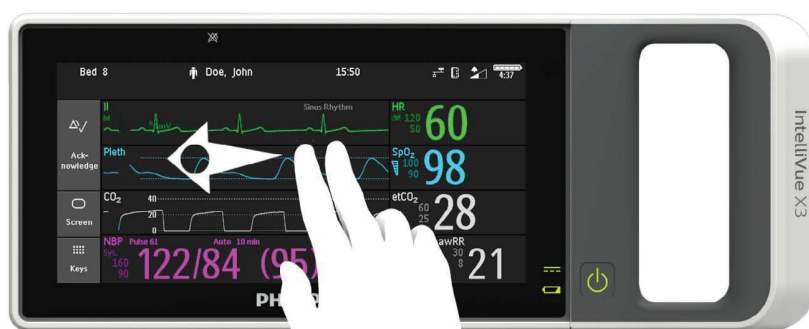 Bed 8 Doe, John 15:50 4:37
II Sinus Rhythm HR
1mV 120 60
50
Ack-
nowledge
Pleth SpO₂
100 98
90
CO₂ 40 etCO₂
20 60 28
0 25
Screen
NBP Pulse 61 Auto 10 min awRR
Sys. 122/84 (95) 30 21
160 8
90
Keys
PH
IntelliVue X3